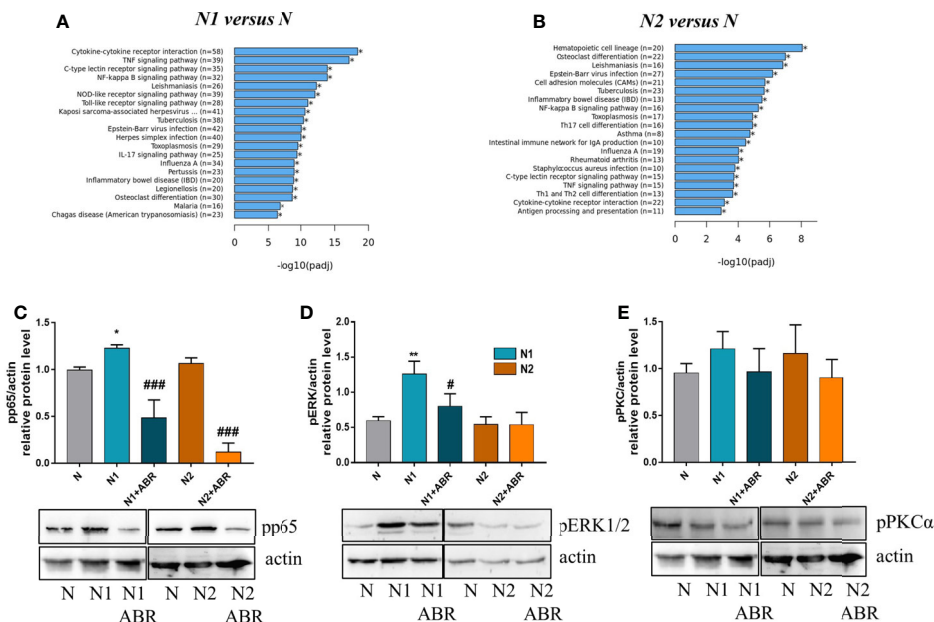 A
N1 versus N
Cytokine-cytokine receptor interaction (n=58)
TNF signaling pathway (n=39)
C-type lectin receptor signaling pathway (n=35)
NF-kappa B signaling pathway (n=32)
Leishmaniasis (n=26)
NOD-like receptor signaling pathway (n=39)
Toll-like receptor signaling pathway (n=28)
Kaposi sarcoma-associated herpesvirus ... (n=41)
Tuberculosis (n=38)
Epstein-Barr virus infection (n=42)
Herpes simplex infection (n=40)
Toxoplasmosis (n=29)
IL-17 signaling pathway (n=25)
Influenza A (n=34)
Pertussis (n=23)
Inflammatory bowel disease (IBD) (n=20)
Legionellosis (n=20)
Osteoclast differentiation (n=30)
Malaria (n=16)
Chagas disease (American trypanosomiasis) (n=23)
* * * * * * * * * * * * * * * * * * * *
0 5 10 15 20
-log10(padj)
B
N2 versus N
Hematopoietic cell lineage (n=20)
Osteoclast differentiation (n=22)
Leishmaniasis (n=16)
Epstein-Barr virus infection (n=27)
Cell adhesion molecules (CAMs) (n=21)
Tuberculosis (n=23)
Inflammatory bowel disease (IBD) (n=13)
NF-kappa B signaling pathway (n=16)
Toxoplasmosis (n=17)
Th17 cell differentiation (n=16)
Asthma (n=8)
Intestinal immune network for IgA production (n=10)
Influenza A (n=19)
Rheumatoid arthritis (n=13)
Staphylococcus aureus infection (n=10)
C-type lectin receptor signaling pathway (n=15)
TNF signaling pathway (n=15)
Th1 and Th2 cell differentiation (n=13)
Cytokine-cytokine receptor interaction (n=22)
Antigen processing and presentation (n=11)
* * * * * * * * * * * * * * * * * * * *
0 2 4 6 8
-log10(padj)
C
pp65/actin
relative protein level
1.5
1.0
0.5
0.0
*
###
###
N N1 N1+ABR N2 N2+ABR
pp65
actin
N N1 N1 N N2 N2
ABR ABR
D
pERK/actin
relative protein level
2.0
1.5
1.0
0.5
0.0
**
#
N1
N2
N N1 N1+ABR N2 N2+ABR
pERK1/2
actin
N N1 N1 N N2 N2
ABR ABR
E
pPKC/actin
relative protein level
1.5
1.0
0.5
0.0
N N1 N1+ABR N2 N2+ABR
pPKCα
actin
N N1 N1 N N2 N2
ABR ABR